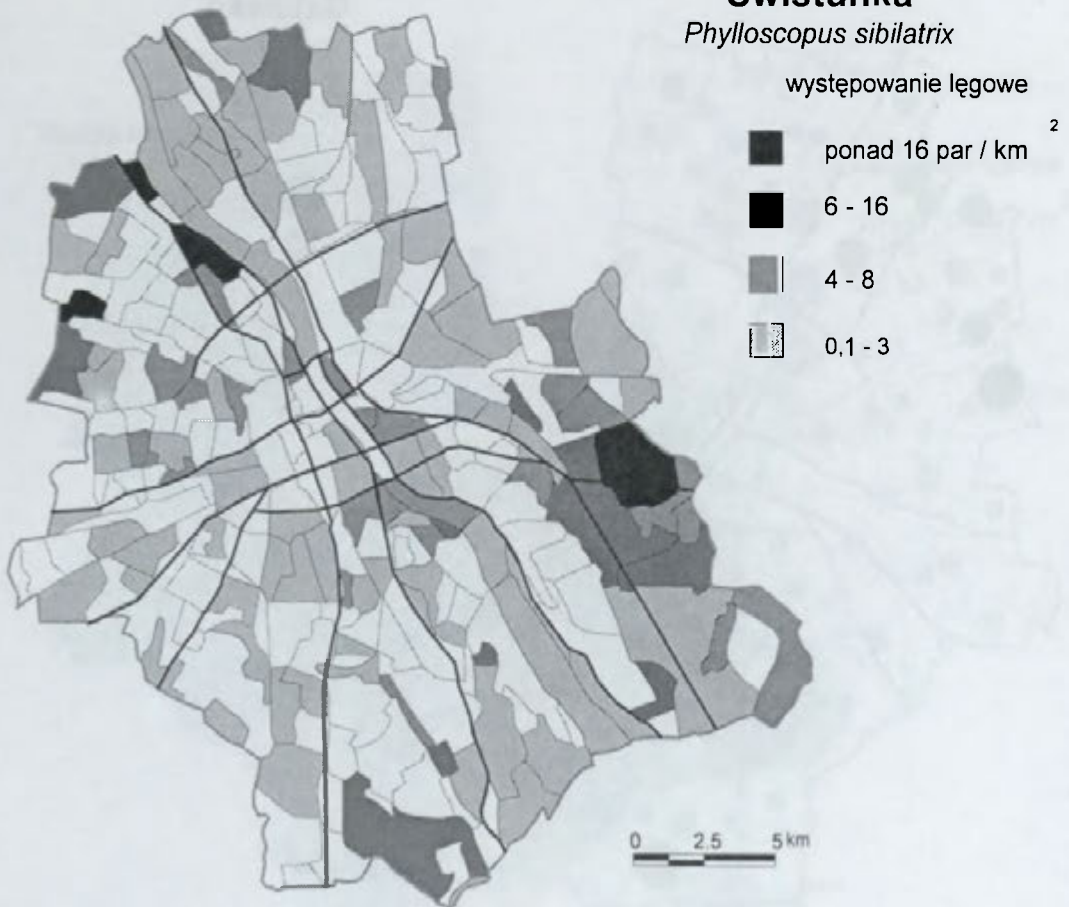 Phylloscopus sibilatrix
występowanie lęgowe
ponad 16 par / km 2
6 - 16
4 - 8
0,1 - 3
0 2.5 5 km